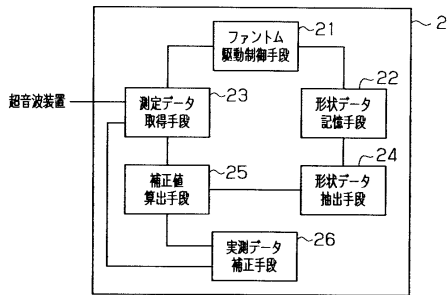 2
21
ファントム
駆動制御手段
22
超音波装置
測定データ
取得手段
23
形状データ
記憶手段
24
補正値
算出手段
25
形状データ
抽出手段
実測データ
補正手段
26